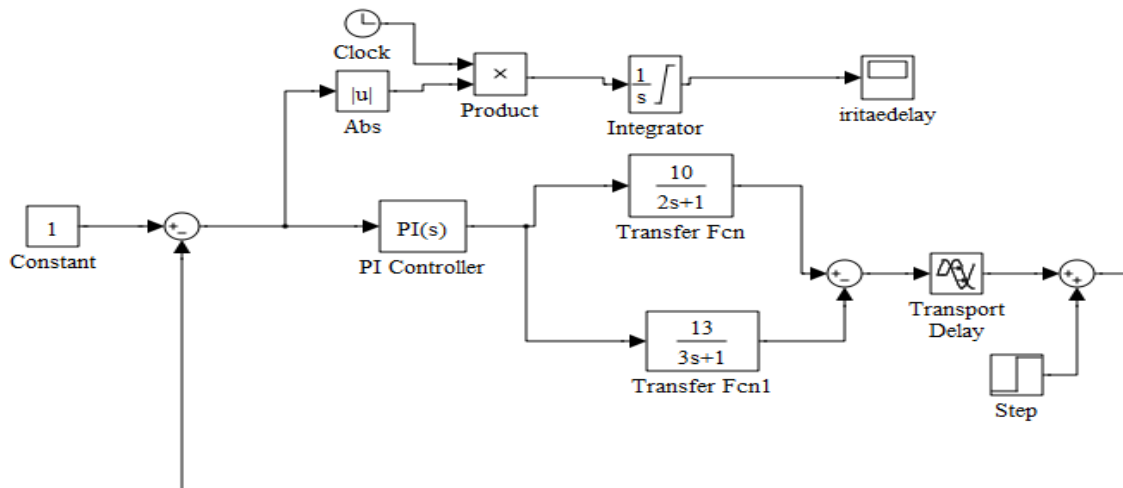 Clock
|u|
Abs
×
Product
1
s
Integrator
iritaedelay
1
Constant
+
−
PI(s)
PI Controller
10
2s+1
Transfer Fcn
13
3s+1
Transfer Fcn1
+
−
Transport
Delay
+
+
Step